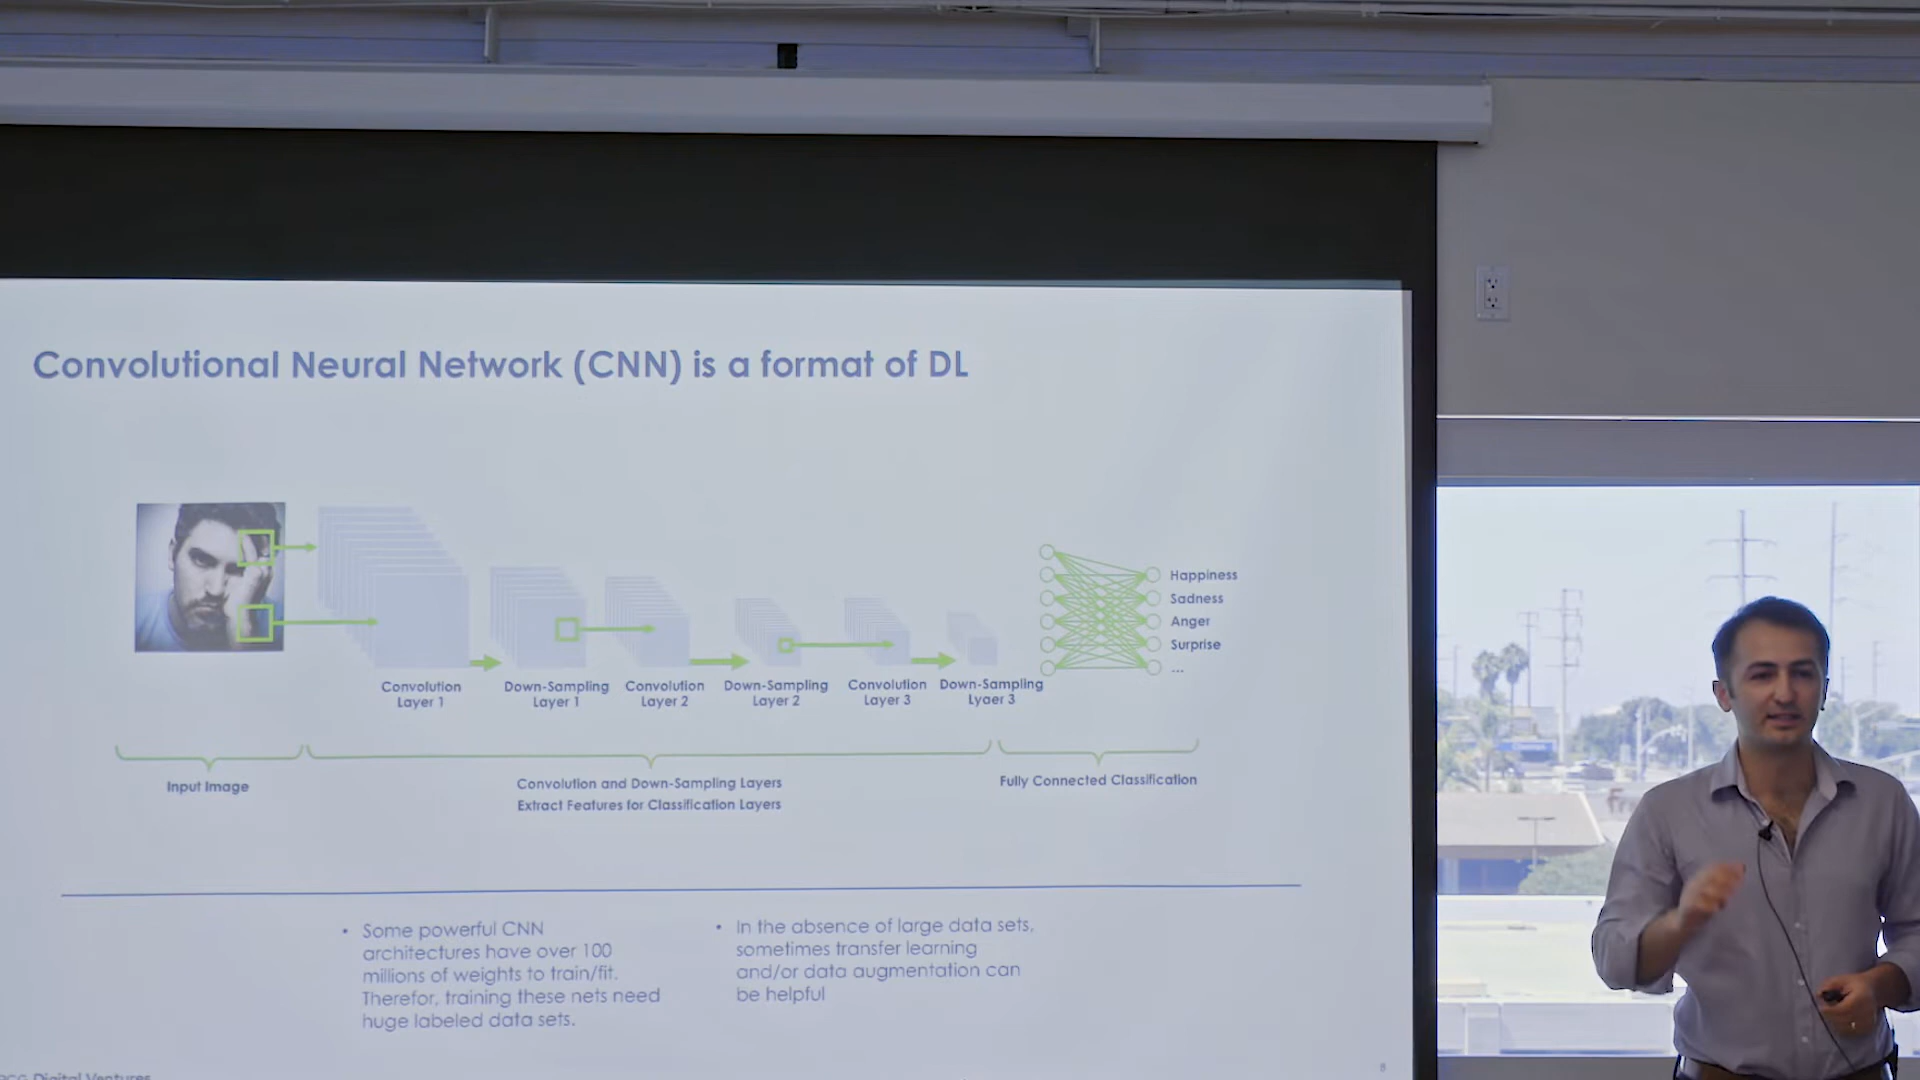 Convolutional Neural Network (CNN) is a format of DL
Happiness
Sadness
Anger
Surprise
...
Convolution
Layer 1
Down-Sampling
Layer 1
Convolution
Layer 2
Down-Sampling
Layer 2
Convolution
Layer 3
Down-Sampling
Lyaer 3
Input Image
Convolution and Down-Sampling Layers
Extract Features for Classification Layers
Fully Connected Classification
• Some powerful CNN
architectures have over 100
millions of weights to train/fit.
Therefor, training these nets need
huge labeled data sets.
• In the absence of large data sets,
sometimes transfer learning
and/or data augmentation can
be helpful
Digital Ventures
8